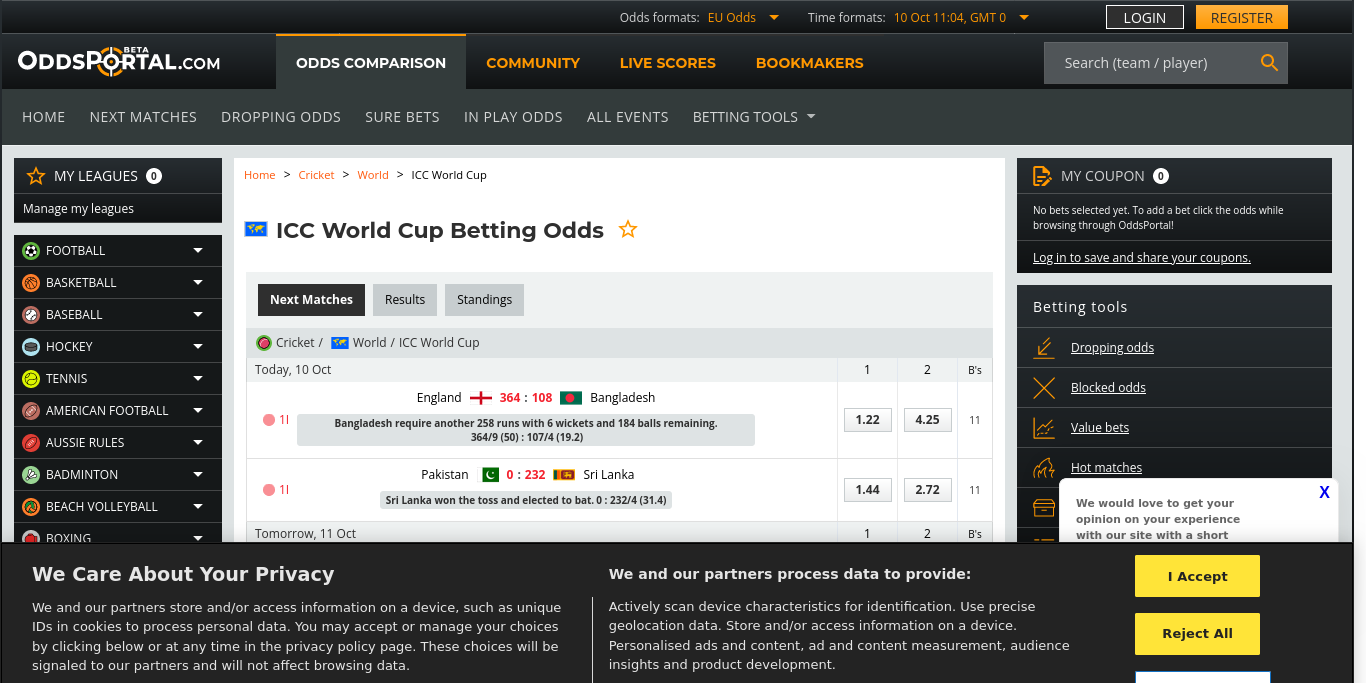 Odds formats: EU Odds
Time formats: 10 Oct 11:04, GMT 0
LOGIN
REGISTER
ODDSPORTAL.COM
BETA
ODDS COMPARISON
COMMUNITY
LIVE SCORES
BOOKMAKERS
Search (team / player)
HOME
NEXT MATCHES
DROPPING ODDS
SURE BETS
IN PLAY ODDS
ALL EVENTS
BETTING TOOLS
MY LEAGUES 0
Manage my leagues
FOOTBALL
BASKETBALL
BASEBALL
HOCKEY
TENNIS
AMERICAN FOOTBALL
AUSSIE RULES
BADMINTON
BEACH VOLLEYBALL
BOXING
Home > Cricket > World > ICC World Cup
ICC World Cup Betting Odds
Next Matches
Results
Standings
Cricket / World / ICC World Cup
Today, 10 Oct 1 2 B's
England 364 : 108 Bangladesh
1I
Bangladesh require another 258 runs with 6 wickets and 184 balls remaining.
364/9 (50) : 107/4 (19.2)
1.22 4.25 11
Pakistan 0 : 232 Sri Lanka
1I
Sri Lanka won the toss and elected to bat. 0 : 232/4 (31.4)
1.44 2.72 11
Tomorrow, 11 Oct 1 2 B's
MY COUPON 0
No bets selected yet. To add a bet click the odds while
browsing through OddsPortal!
Log in to save and share your coupons.
Betting tools
Dropping odds
Blocked odds
Value bets
Hot matches
X
We would love to get your
opinion on your experience
with our site with a short
We Care About Your Privacy
We and our partners store and/or access information on a device, such as unique
IDs in cookies to process personal data. You may accept or manage your choices
by clicking below or at any time in the privacy policy page. These choices will be
signaled to our partners and will not affect browsing data.
We and our partners process data to provide:
Actively scan device characteristics for identification. Use precise
geolocation data. Store and/or access information on a device.
Personalised ads and content, ad and content measurement, audience
insights and product development.
I Accept
Reject All